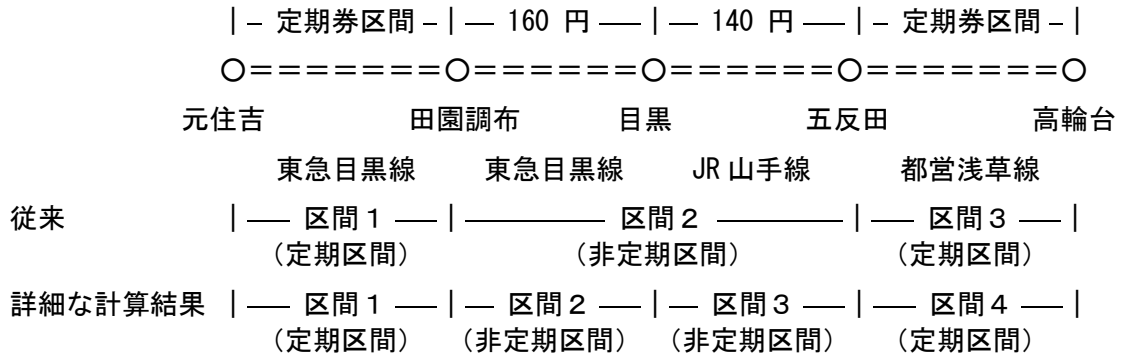 |－ 定期券区間 －|― 160 円 ―|― 140 円 ―|－ 定期券区間 －|
○＝＝＝＝＝＝＝○＝＝＝＝＝＝○＝＝＝＝＝＝○＝＝＝＝＝＝＝○
元住吉 田園調布 目黒 五反田 高輪台
東急目黒線 東急目黒線 JR 山手線 都営浅草線
従来 |― 区間１ ―|――― 区間２ ―――|― 区間３ ―|
（定期区間） （非定期区間） （定期区間）
詳細な計算結果 |― 区間１ ―|― 区間２ ―|― 区間３ ―|― 区間４ ―|
（定期区間） （非定期区間） （非定期区間） （定期区間）